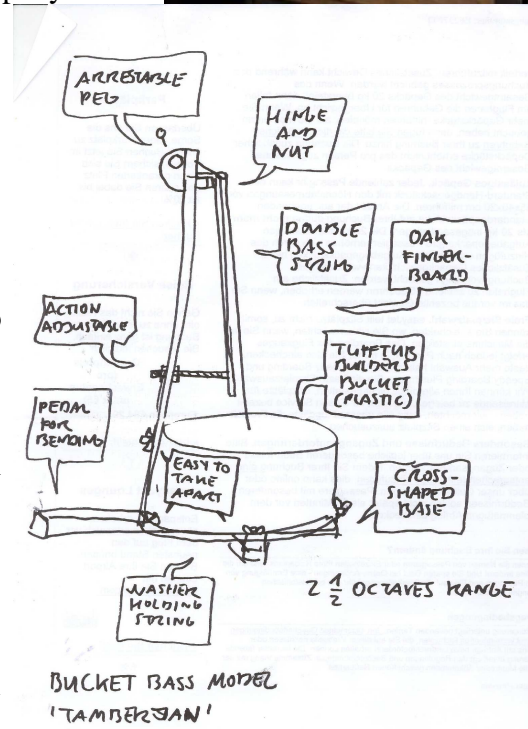 ARRESTABLE
PEG
HINGE
AND
NUT
DOUBLE
BASS
STRING
OAK
FINGER-
BOARD
ACTION
ADJUSTABLE
TUFFTUB
BUILDERS
BUCKET
(PLASTIC)
PEDAL
FOR
BENDING
EASY TO
TAKE
APART
CROSS-
SHAPED
BASE
WASHER
HOLDING
STRING
2 1/2 OCTAVES RANGE
BUCKET BASS MODEL
'TAMBERJAN'